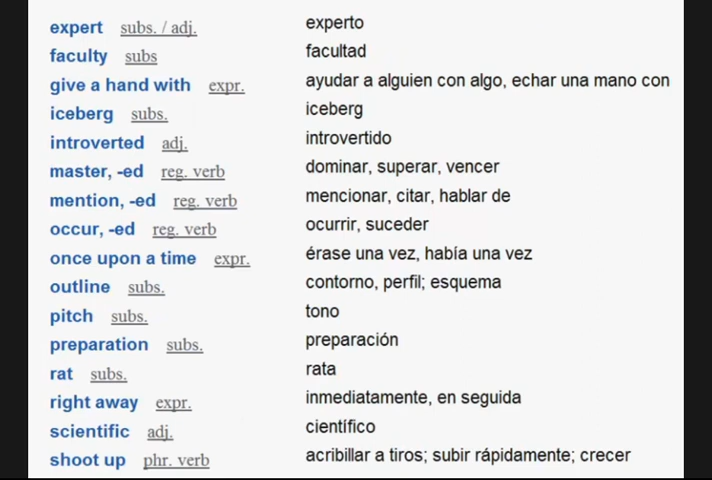 expert subs. / adj. experto
faculty subs facultad
give a hand with expr. ayudar a alguien con algo, echar una mano con
iceberg subs. iceberg
introverted adj. introvertido
master, -ed reg. verb dominar, superar, vencer
mention, -ed reg. verb mencionar, citar, hablar de
occur, -ed reg. verb ocurrir, suceder
once upon a time expr. érase una vez, había una vez
outline subs. contorno, perfil; esquema
pitch subs. tono
preparation subs. preparación
rat subs. rata
right away expr. inmediatamente, en seguida
scientific adj. científico
shoot up phr. verb acribillar a tiros; subir rápidamente; crecer